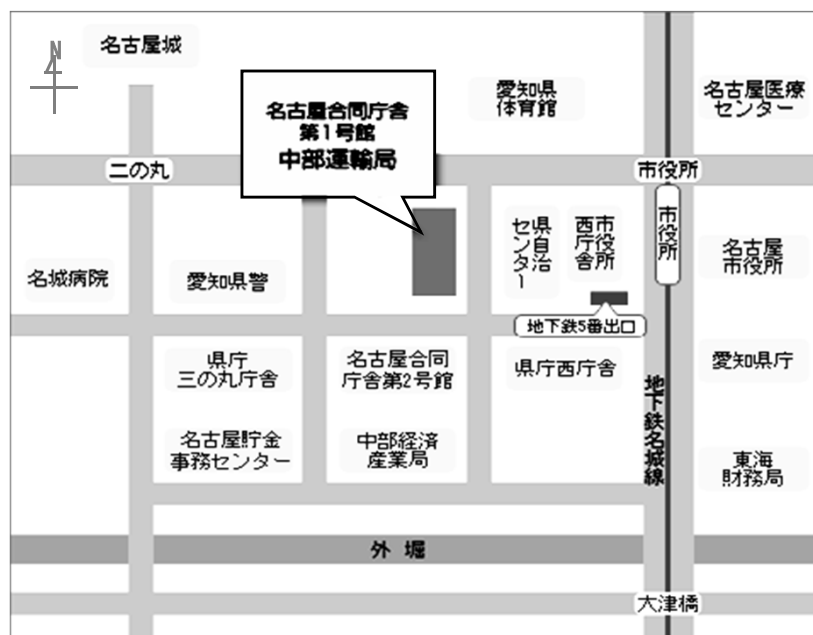 名古屋城
N
名古屋合同庁舎
第1号館
中部運輸局
愛知県
体育館
名古屋医療
センター
二の丸
市役所
市役所
県自治
センター
市役所
西庁舎
名古屋
市役所
名城病院
愛知県警
地下鉄5番出口
県庁
三の丸庁舎
名古屋合同
庁舎第2号館
県庁西庁舎
愛知県庁
地下鉄名城線
名古屋貯金
事務センター
中部経済
産業局
東海
財務局
外 堀
大津橋